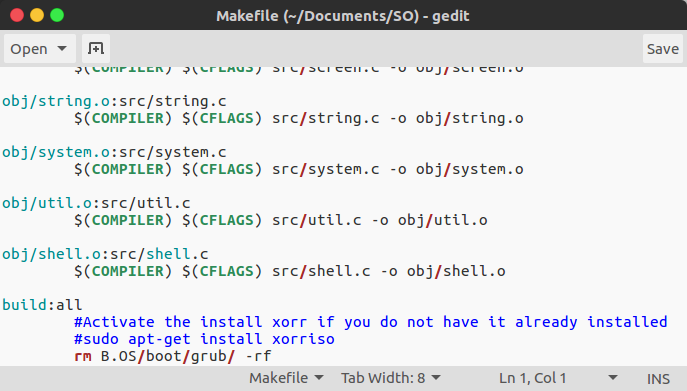 Makefile (~/Documents/SO) - gedit
Open
Save
$(COMPILER) $(CFLAGS) src/screen.c -o obj/screen.o
obj/string.o:src/string.c
$(COMPILER) $(CFLAGS) src/string.c -o obj/string.o
obj/system.o:src/system.c
$(COMPILER) $(CFLAGS) src/system.c -o obj/system.o
obj/util.o:src/util.c
$(COMPILER) $(CFLAGS) src/util.c -o obj/util.o
obj/shell.o:src/shell.c
$(COMPILER) $(CFLAGS) src/shell.c -o obj/shell.o
build:all
#Activate the install xorr if you do not have it already installed
#sudo apt-get install xorriso
rm B.OS/boot/grub/ -rf
Makefile Tab Width: 8 Ln 1, Col 1 INS